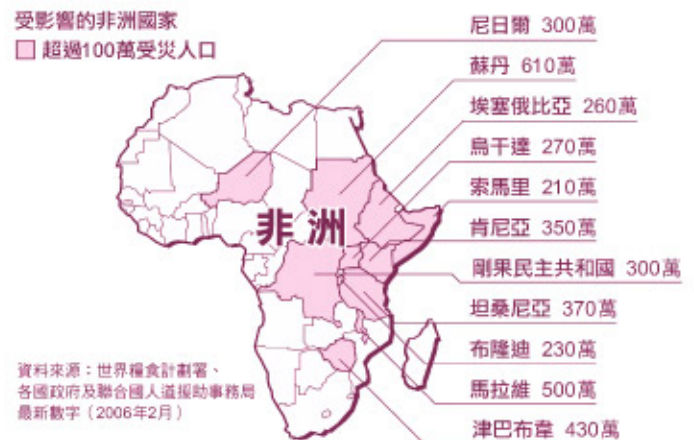 受影響的非洲國家
超過100萬受災人口
尼日爾 300萬
蘇丹 610萬
埃塞俄比亞 260萬
烏干達 270萬
索馬里 210萬
肯尼亞 350萬
剛果民主共和國 300萬
坦桑尼亞 370萬
布隆迪 230萬
馬拉維 500萬
津巴布韋 430萬
非洲
資料來源：世界糧食計劃署、
各國政府及聯合國人道援助事務局
最新數字（2006年2月）